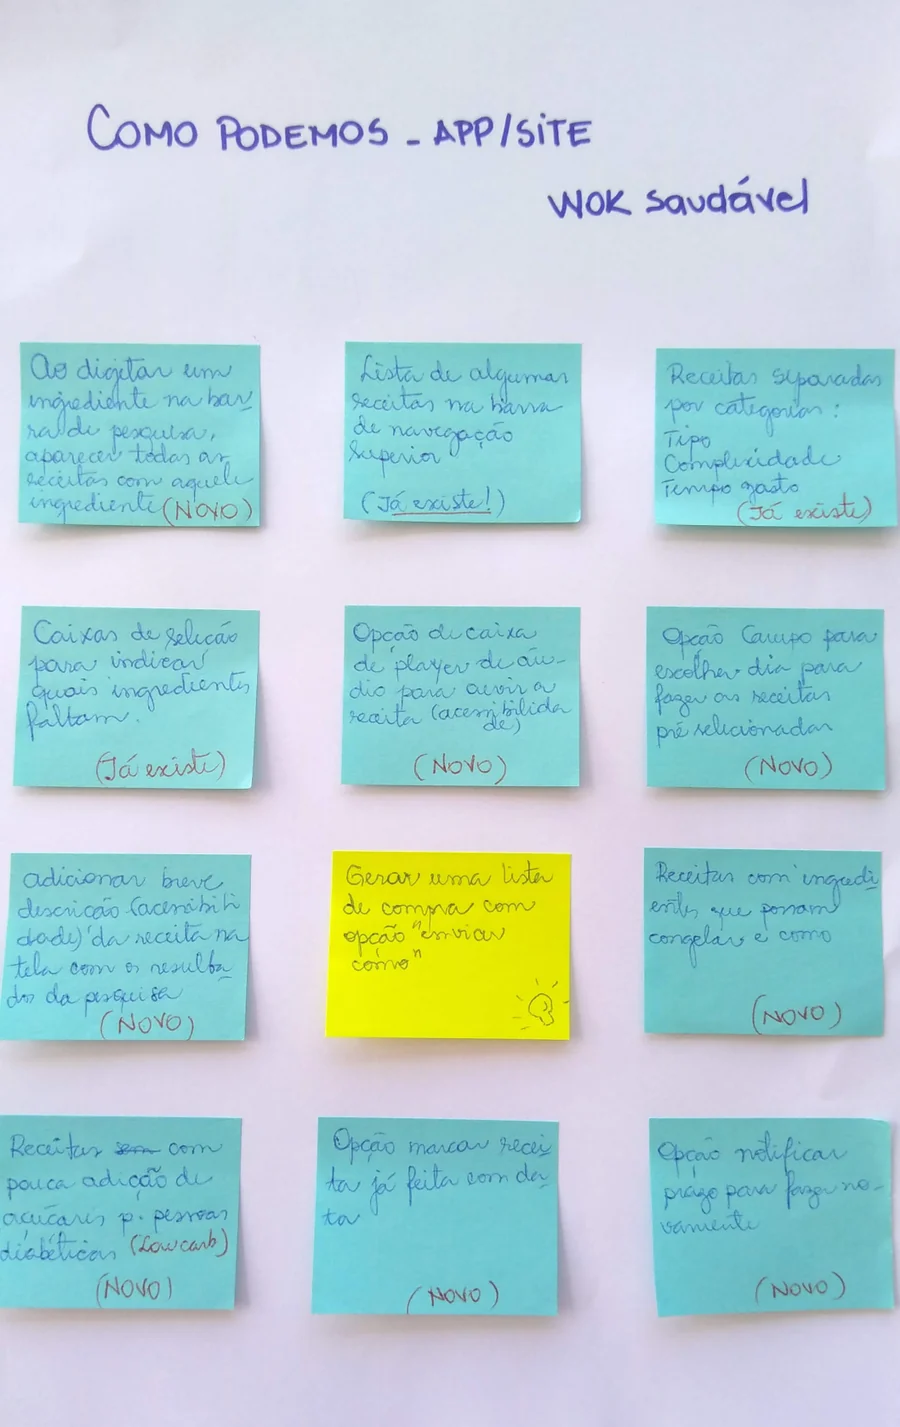 COMO PODEMOS - APP/SITE
WOK saudável
Ao digitar um
ingrediente na bar-
ra de pesquisa,
aparecer todas as
receitas com aquele
ingrediente (NOVO)
Lista de algumas
receitas na barra
de navegação
superior
(Já existe!)
Receitas separadas
por categorias:
Tipo
Complexidade
Tempo gasto
(Já existe)
Caixas de seleção
para indicar
quais ingredientes
faltam.
(Já existe)
Opção de caixa
de player de áu-
dio para ouvir a
receita (acessibilida
de)
(NOVO)
Opção Campo para
escolher dia para
fazer as receitas
pré selecionadas
(NOVO)
adicionar breve
descrição (acessibili
dade) da receita na
tela com os resulta-
dos da pesquisa
(NOVO)
Gerar uma lista
de compra com
opção "enviar
como"
Receitas com ingredi
entes que possam
congelar e como
(NOVO)
Receitas sem com
pouca adição de
açúcares p. pessoas
diabéticas (Low carb)
(NOVO)
Opção marcar recei-
ta já feita com da-
ta
(NOVO)
Opção notificar
prazo para fazer no-
vamente
(NOVO)